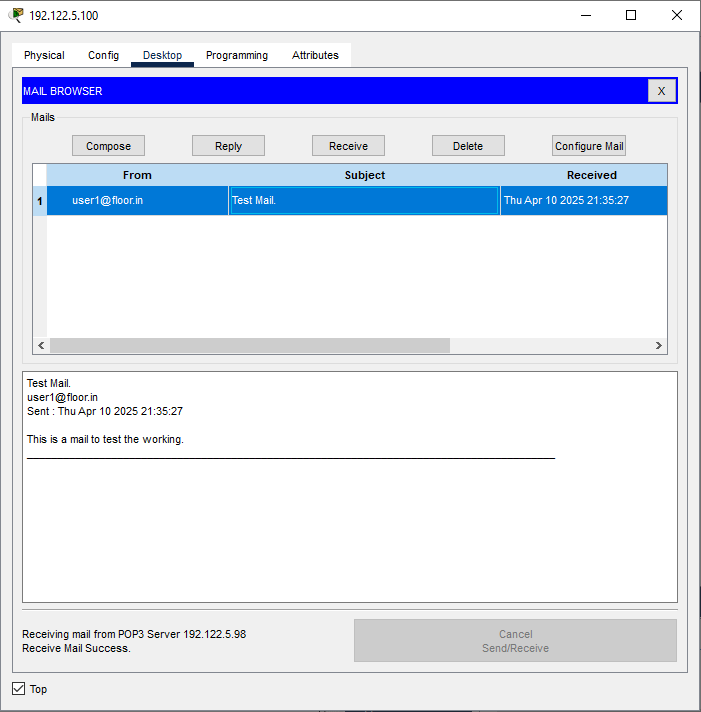 192.122.5.100
Physical Config Desktop Programming Attributes
MAIL BROWSER X
Mails
Compose Reply Receive Delete Configure Mail
From Subject Received
1 user1@floor.in Test Mail. Thu Apr 10 2025 21:35:27
Test Mail.
user1@floor.in
Sent : Thu Apr 10 2025 21:35:27
This is a mail to test the working.
Receiving mail from POP3 Server 192.122.5.98
Receive Mail Success.
Cancel
Send/Receive
Top